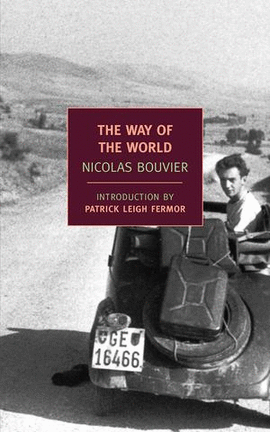 THE WAY OF
THE WORLD
NICOLAS BOUVIER
INTRODUCTION BY
PATRICK LEIGH FERMOR
GE
16466